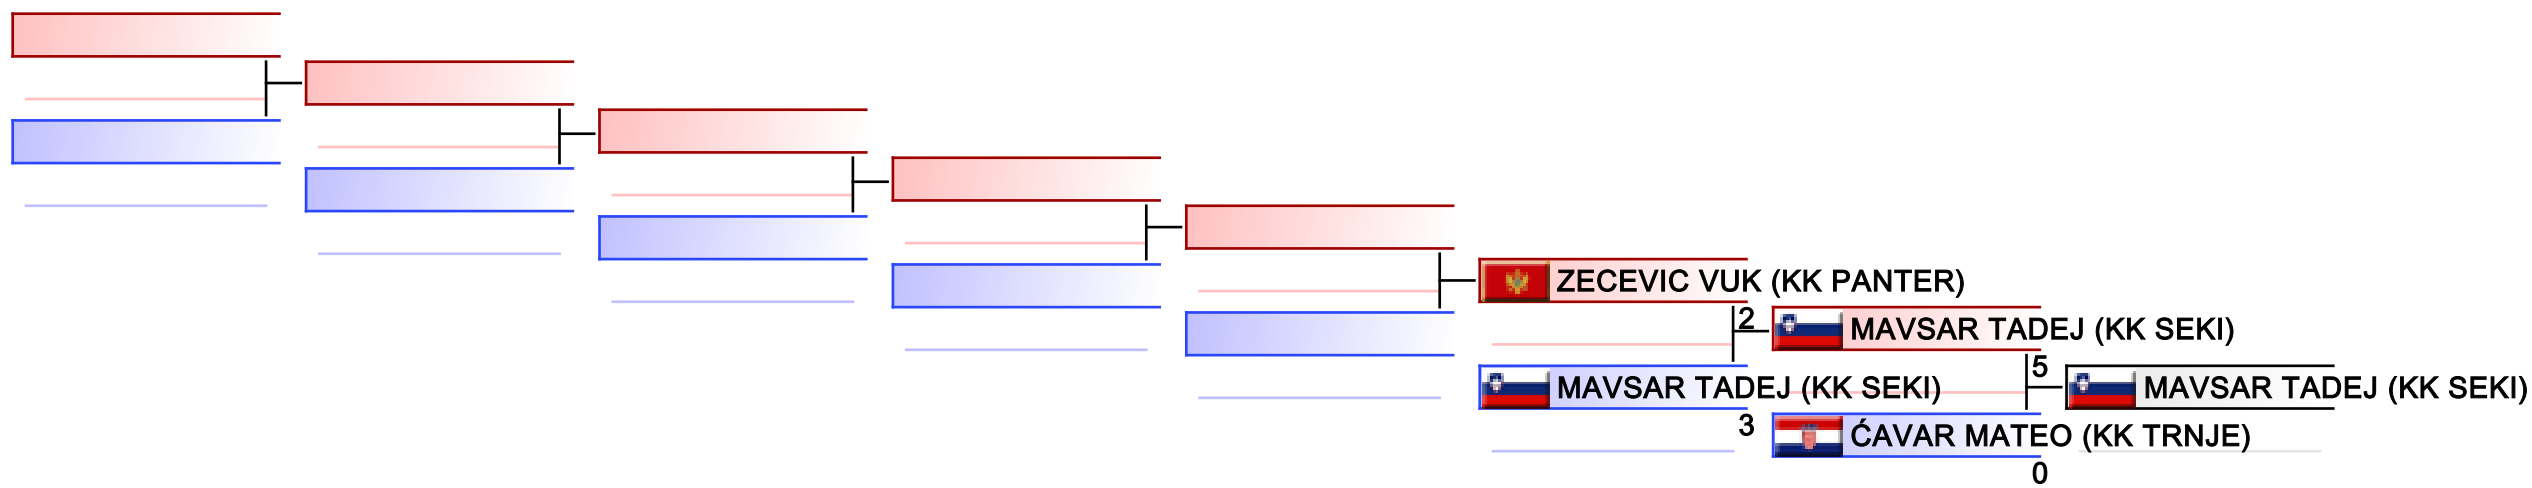 ZECEVIC VUK (KK PANTER)
2
MAVSAR TADEJ (KK SEKI)
5
MAVSAR TADEJ (KK SEKI)
MAVSAR TADEJ (KK SEKI)
3
ĆAVAR MATEO (KK TRNJE)
0